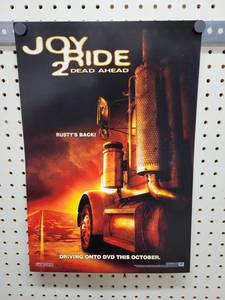 JOY
RIDE
2
DEAD AHEAD
RUSTY'S BACK!
DRIVING ONTO DVD THIS OCTOBER.